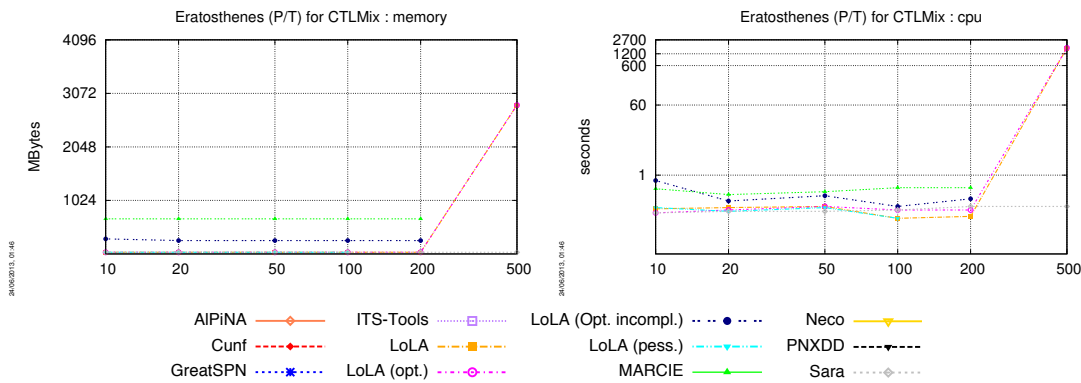 Eratosthenes (P/T) for CTLMix : memory
4096
3072
2048
1024
MBytes
10 20 50 100 200 500
24/06/2013, 01:46
Eratosthenes (P/T) for CTLMix : cpu
2700
1200
600
60
1
seconds
10 20 50 100 200 500
24/06/2013, 01:46
AlPiNA ITS-Tools LoLA (Opt. incompl.) Neco
Cunf LoLA LoLA (pess.) PNXDD
GreatSPN LoLA (opt.) MARCIE Sara